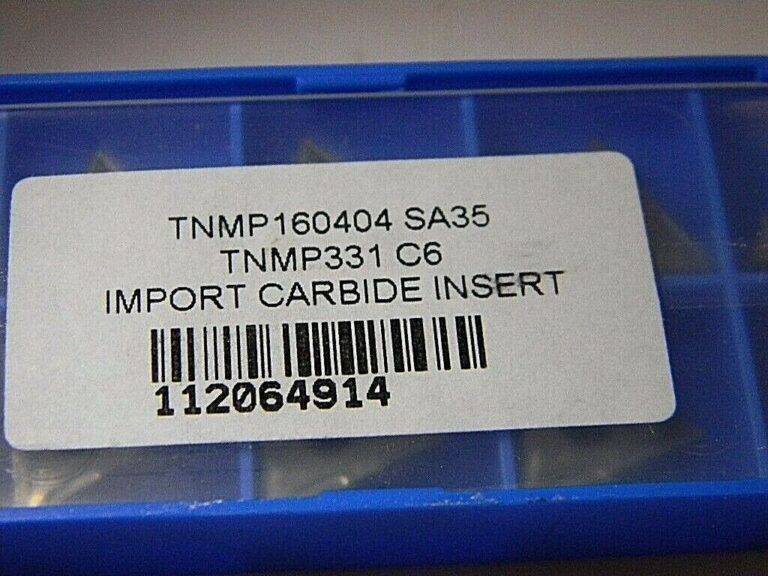 TNMP160404 SA35
TNMP331 C6
IMPORT CARBIDE INSERT
112064914